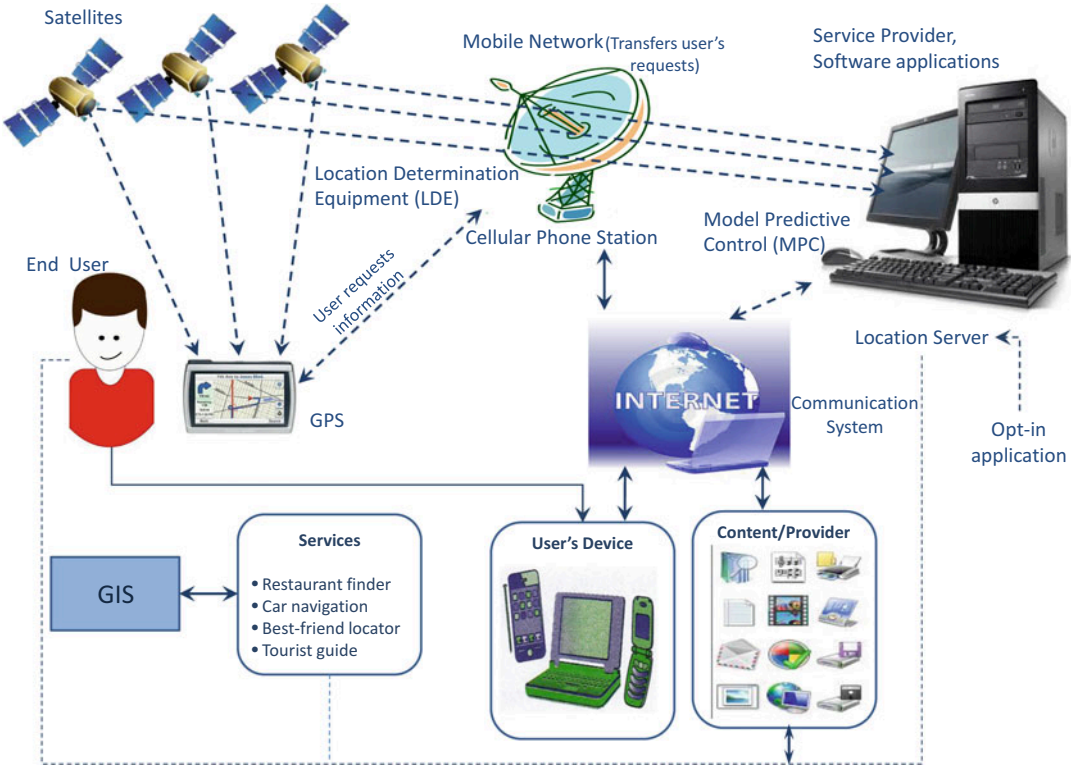 Satellites
Mobile Network (Transfers user's
requests)
Service Provider,
Software applications
Location Determination
Equipment (LDE)
Cellular Phone Station
Model Predictive
Control (MPC)
End User
User requests
information
GPS
INTERNET
Communication
System
Location Server
Opt-in
application
Services
• Restaurant finder
• Car navigation
• Best-friend locator
• Tourist guide
GIS
User's Device
Content/Provider